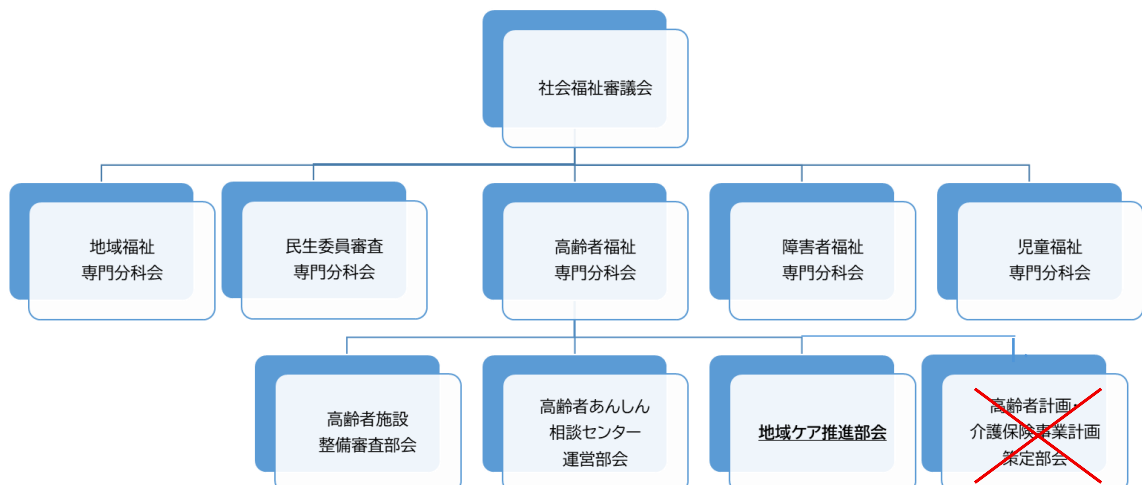 社会福祉審議会
地域福祉
専門分科会
民生委員審査
専門分科会
高齢者福祉
専門分科会
障害者福祉
専門分科会
児童福祉
専門分科会
高齢者施設
整備審査部会
高齢者あんしん
相談センター
運営部会
地域ケア推進部会
高齢者計画・
介護保険事業計画
策定部会